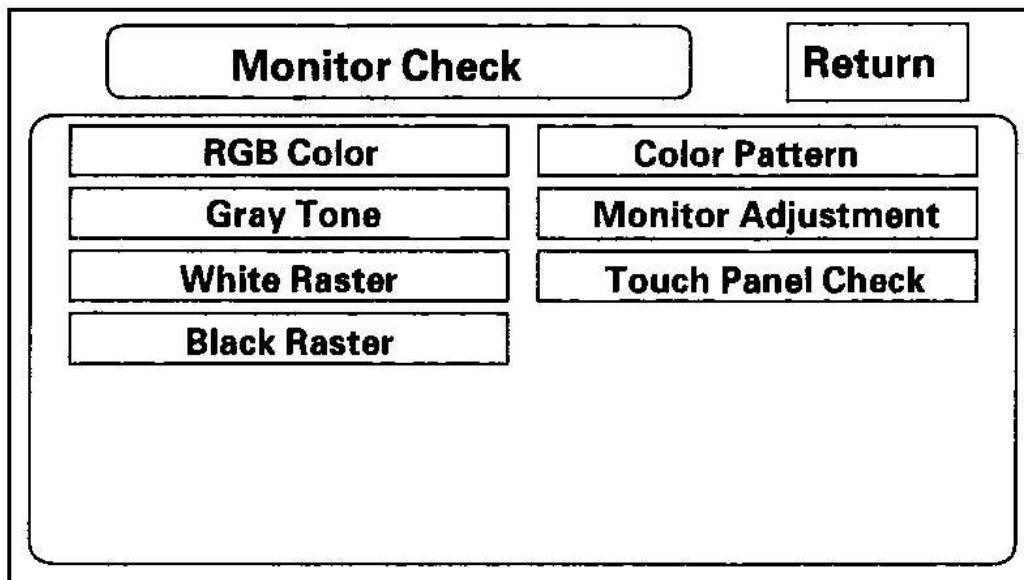 Monitor Check
Return
RGB Color
Color Pattern
Gray Tone
Monitor Adjustment
White Raster
Touch Panel Check
Black Raster